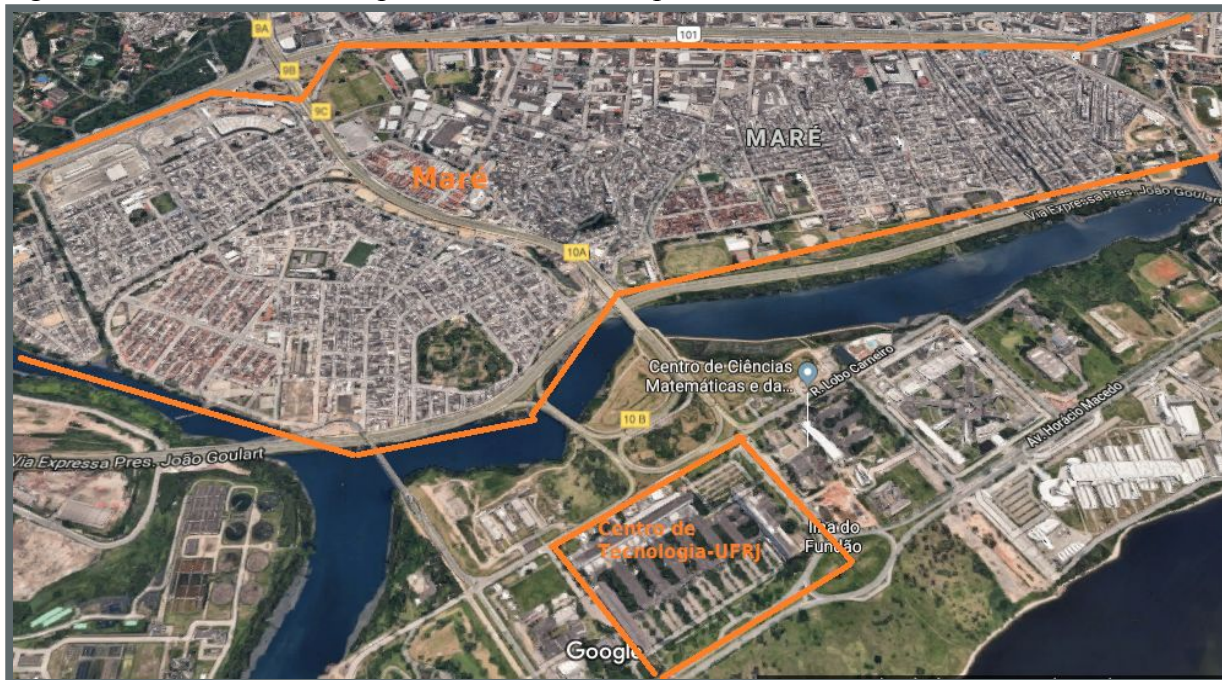 9A
101
9B
9C
MARÉ
Maré
Via Expressa Pres. João Goulart
10A
Centro de Ciências
Matemáticas e da...
R. Lobo Carneiro
Av. Horácio Macedo
10 B
Via Expressa Pres. João Goulart
Centro de
Tecnologia-UFRJ
Ilha do
Fundão
Google